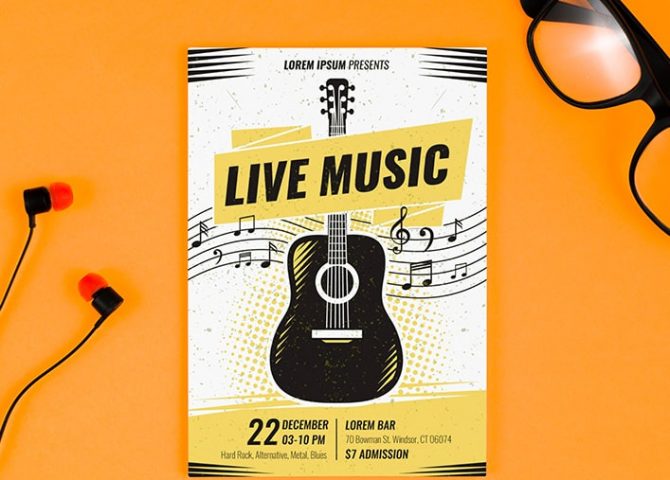 LOREM IPSUM PRESENTS
LIVE MUSIC
22 DECEMBER
03-10 PM
Hard Rock, Alternative, Metal, Blues
LOREM BAR
70 Bowman St. Windsor, CT 06074
$7 ADMISSION